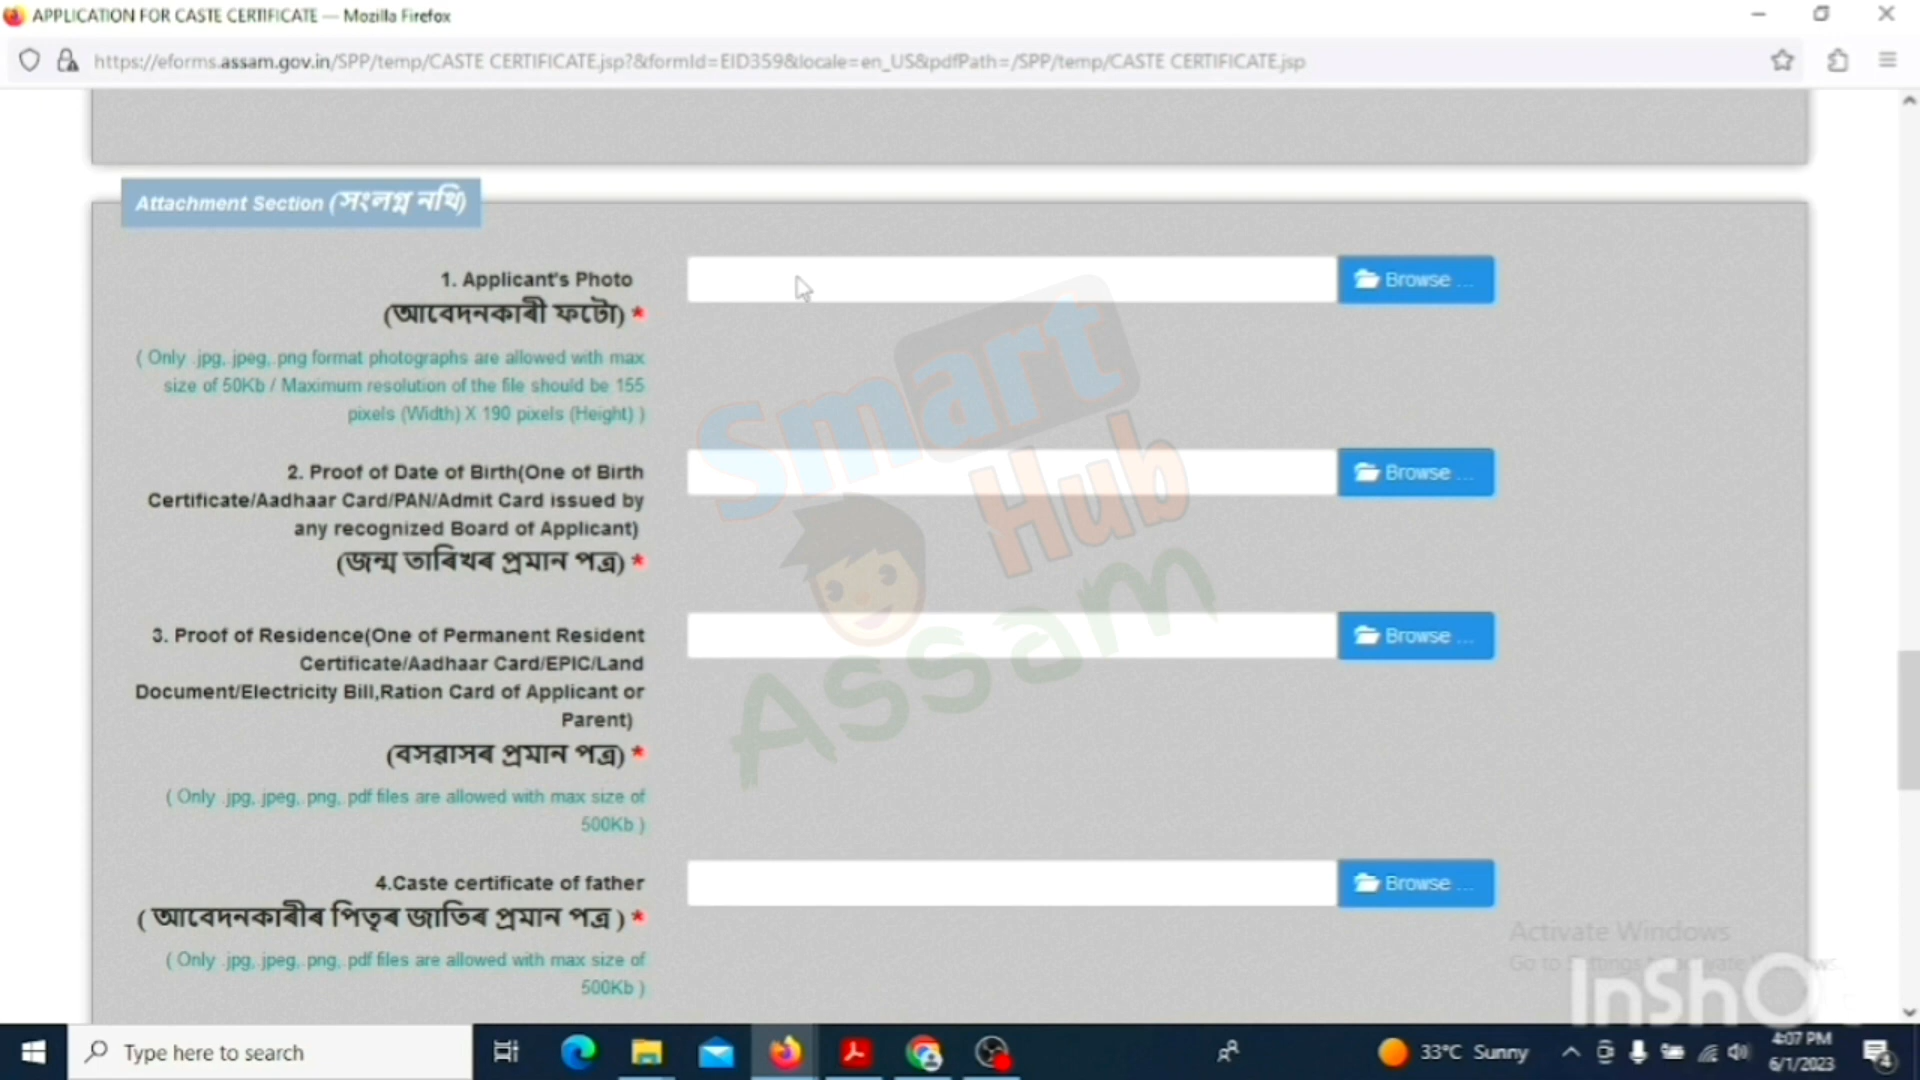 APPLICATION FOR CASTE CERTIFICATE — Mozilla Firefox
https://eforms.assam.gov.in/SPP/temp/CASTE CERTIFICATE.jsp?&formId=EID359&locale=en_US&pdfPath=/SPP/temp/CASTE CERTIFICATE.jsp
Attachment Section (সংলগ্ন নথি)
1. Applicant's Photo
(আবেদনকাৰী ফটো) *
Browse ...
( Only .jpg,.jpeg,.png format photographs are allowed with max
size of 50Kb / Maximum resolution of the file should be 155
pixels (Width) X 190 pixels (Height) )
2. Proof of Date of Birth(One of Birth
Certificate/Aadhaar Card/PAN/Admit Card issued by
any recognized Board of Applicant)
(জন্ম তাৰিখৰ প্ৰমান পত্ৰ) *
Browse ...
3. Proof of Residence(One of Permanent Resident
Certificate/Aadhaar Card/EPIC/Land
Document/Electricity Bill,Ration Card of Applicant or
Parent)
(বসৱাসৰ প্ৰমান পত্ৰ) *
Browse ...
( Only .jpg,.jpeg,.png,.pdf files are allowed with max size of
500Kb )
4.Caste certificate of father
( আবেদনকাৰীৰ পিতৃৰ জাতিৰ প্ৰমান পত্ৰ ) *
Browse ...
( Only .jpg,.jpeg,.png,.pdf files are allowed with max size of
500Kb )
Smart
Hub
Assam
Activate Windows
Go to Settings to activate Windows.
InShOt
Type here to search
33°C Sunny
4:07 PM
6/1/2023
4